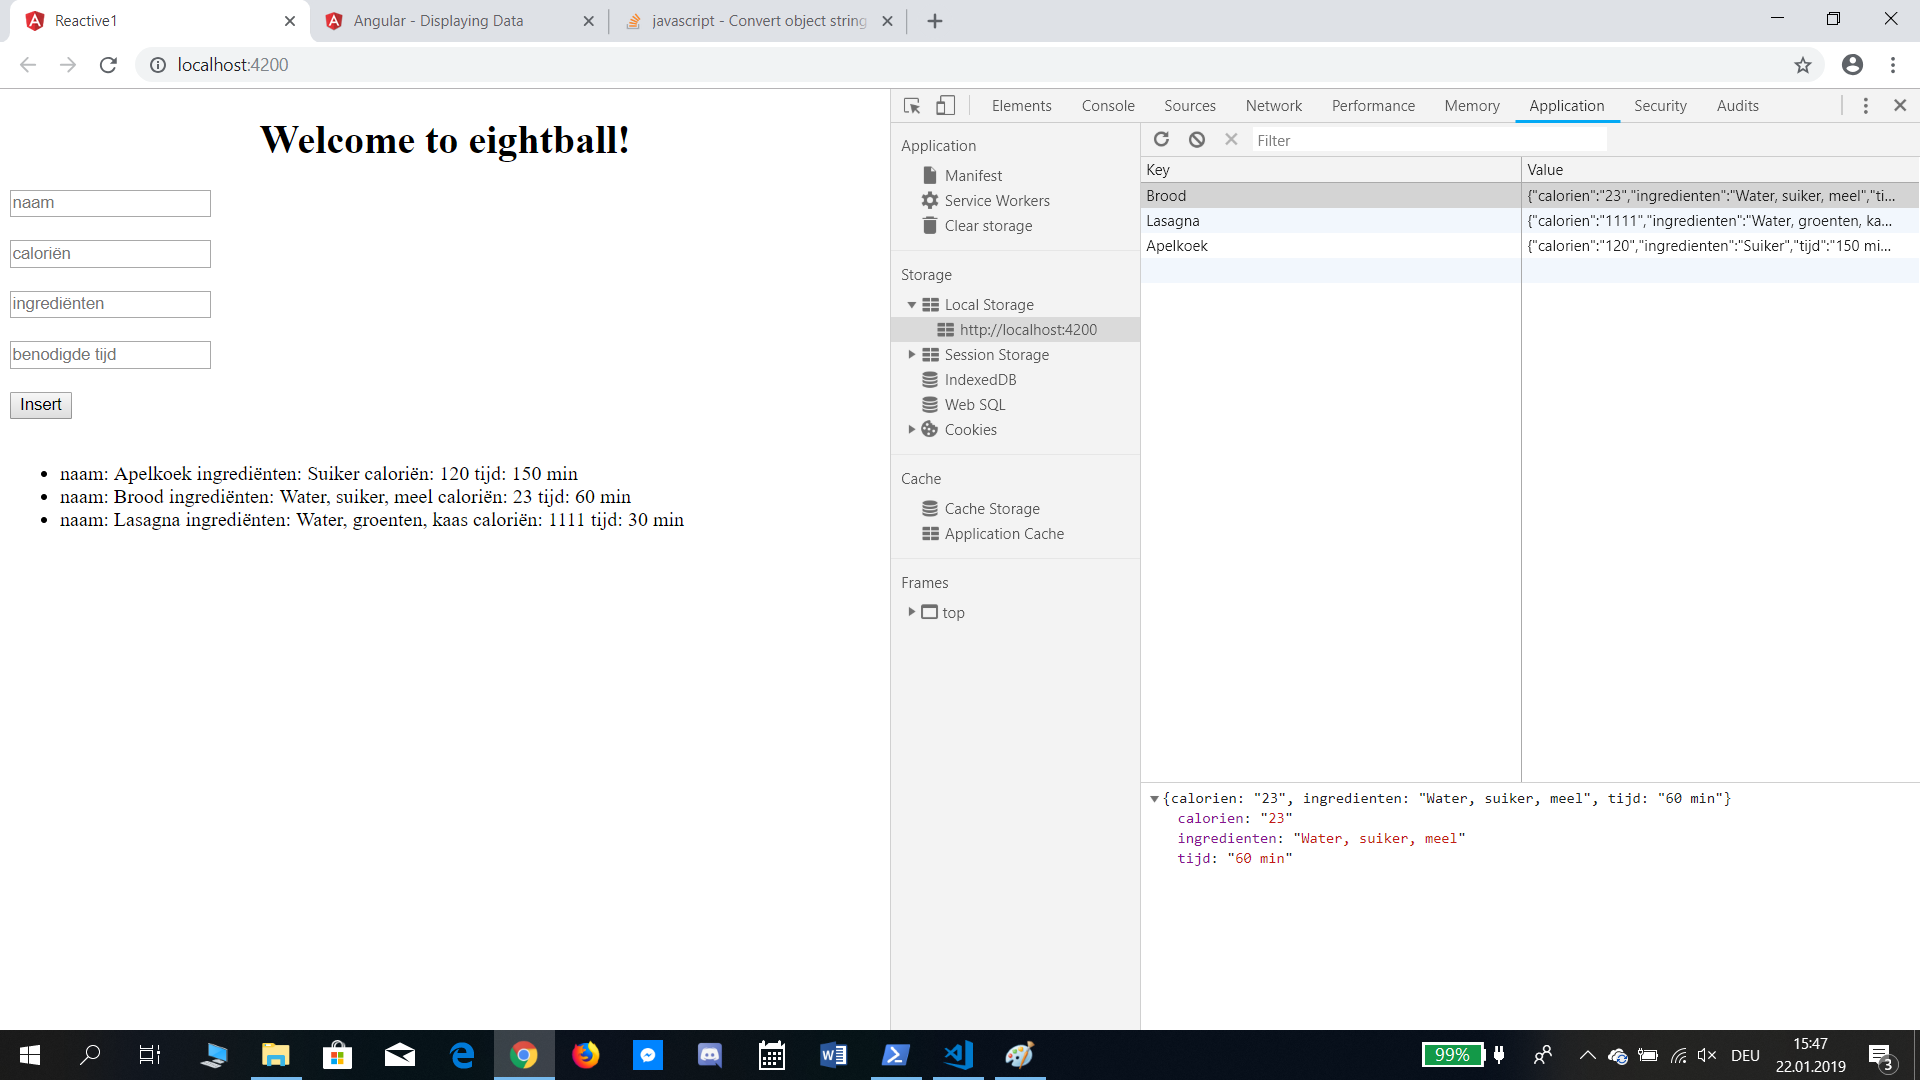 Reactive1
Angular - Displaying Data
javascript - Convert object string
localhost:4200
Welcome to eightball!
naam
caloriën
ingrediënten
benodigde tijd
Insert
naam: Apelkoek ingrediënten: Suiker caloriën: 120 tijd: 150 min
naam: Brood ingrediënten: Water, suiker, meel caloriën: 23 tijd: 60 min
naam: Lasagna ingrediënten: Water, groenten, kaas caloriën: 1111 tijd: 30 min
Elements Console Sources Network Performance Memory Application Security Audits
Application
Manifest
Service Workers
Clear storage
Storage
Local Storage
http://localhost:4200
Session Storage
IndexedDB
Web SQL
Cookies
Cache
Cache Storage
Application Cache
Frames
top
Filter
Key Value
Brood {"calorien":"23","ingredienten":"Water, suiker, meel","ti...
Lasagna {"calorien":"1111","ingredienten":"Water, groenten, ka...
Apelkoek {"calorien":"120","ingredienten":"Suiker","tijd":"150 mi...
{calorien: "23", ingredienten: "Water, suiker, meel", tijd: "60 min"}
calorien: "23"
ingredienten: "Water, suiker, meel"
tijd: "60 min"
99%
DEU
15:47
22.01.2019
3